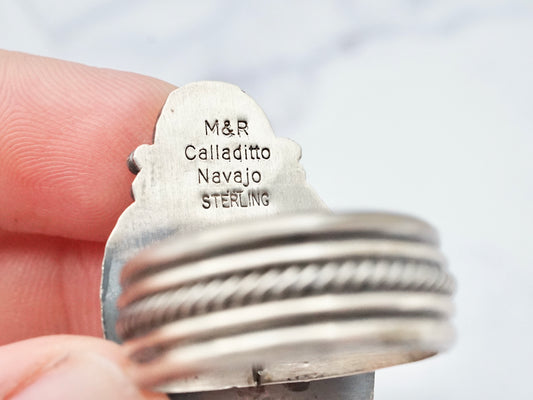 M&R
Calladitto
Navajo
STERLING